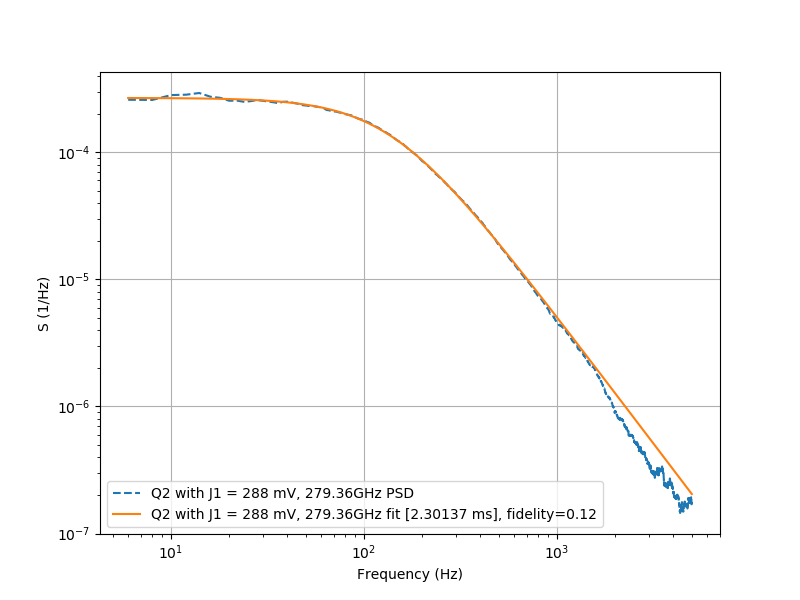 10⁻⁴
10⁻⁵
10⁻⁶
10⁻⁷
S (1/Hz)
Q2 with J1 = 288 mV, 279.36GHz PSD
Q2 with J1 = 288 mV, 279.36GHz fit [2.30137 ms], fidelity=0.12
10¹ 10² 10³
Frequency (Hz)